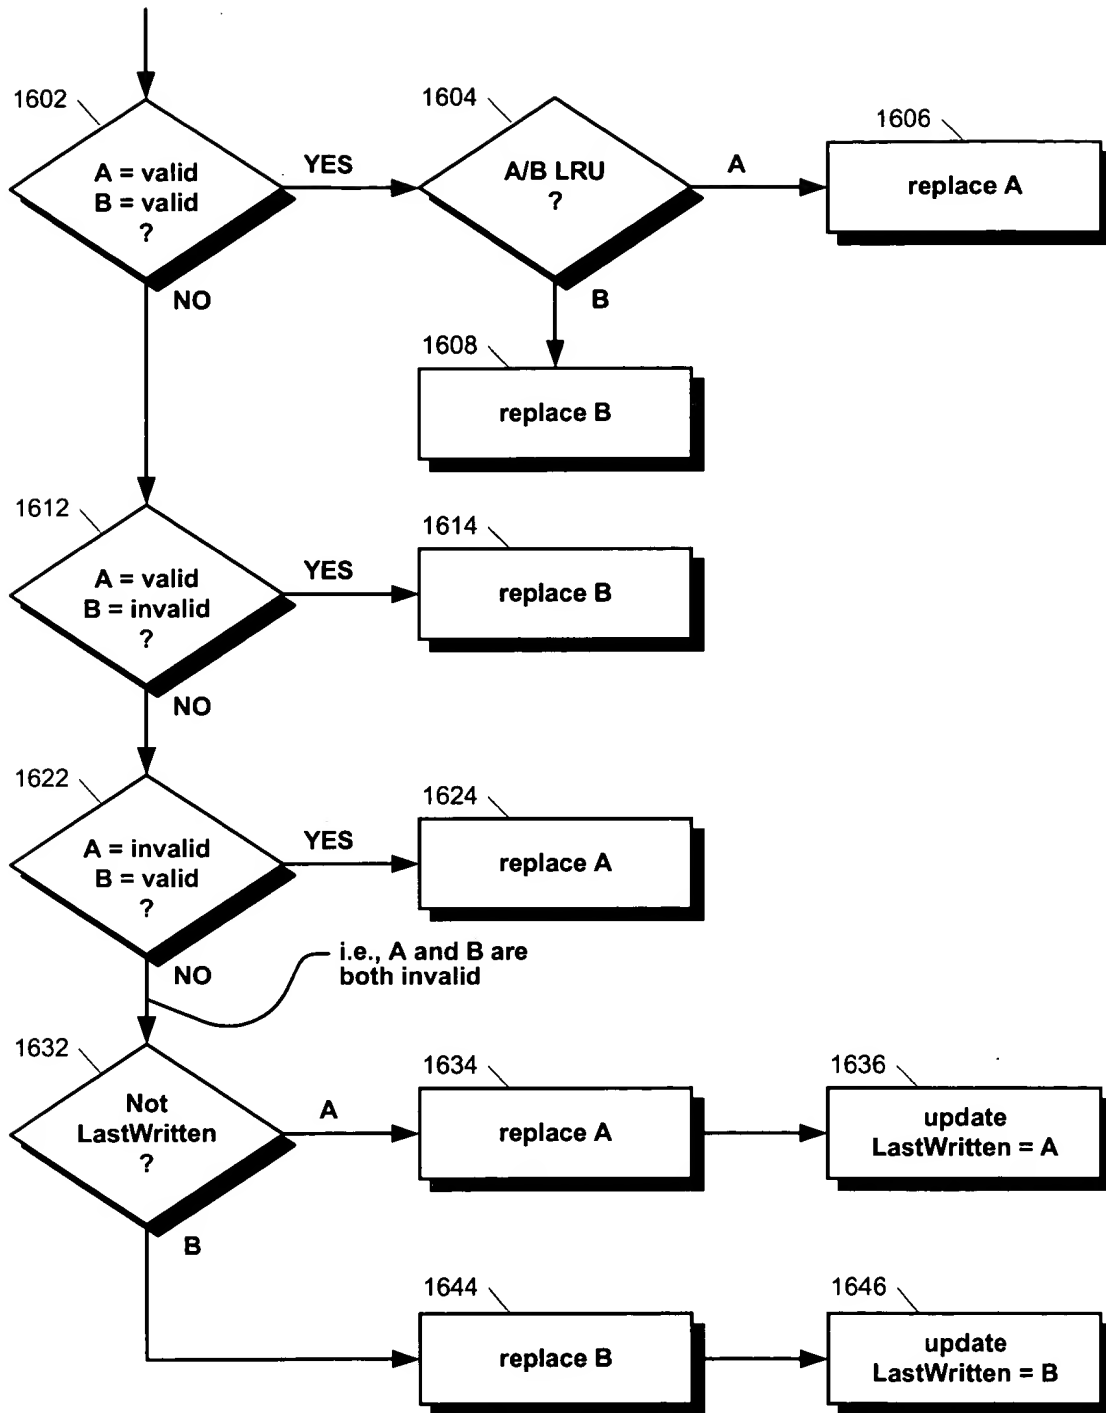 1602
A = valid
B = valid
?
YES
NO
1604
A/B LRU
?
A
B
1606
replace A
1608
replace B
1612
A = valid
B = invalid
?
YES
NO
1614
replace B
1622
A = invalid
B = valid
?
YES
NO
1624
replace A
i.e., A and B are
both invalid
1632
Not
LastWritten
?
A
B
1634
replace A
1636
update
LastWritten = A
1644
replace B
1646
update
LastWritten = B